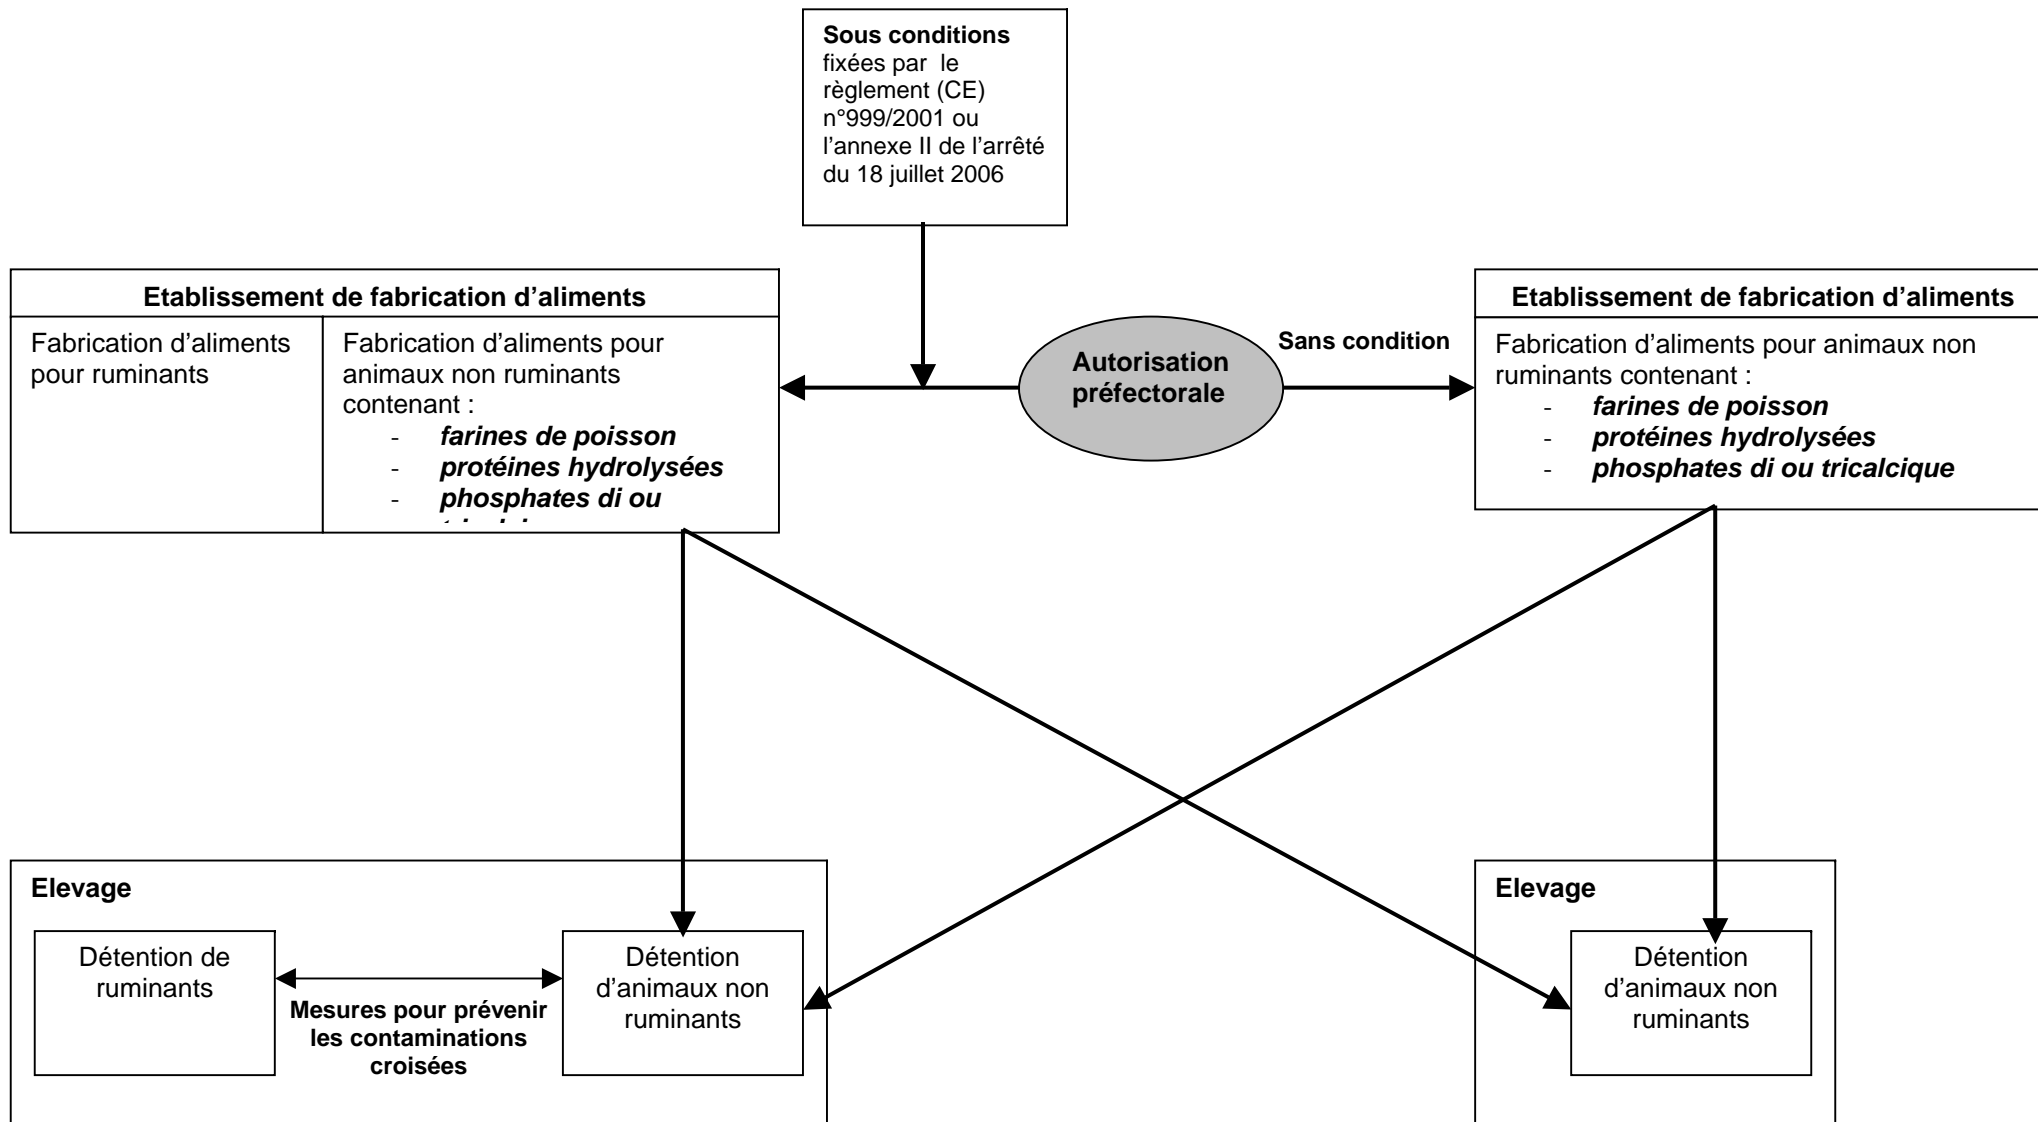 Sous conditions
fixées par le
règlement (CE)
n°999/2001 ou
l’annexe II de l’arrêté
du 18 juillet 2006
Etablissement de fabrication d’aliments
Fabrication d’aliments
pour ruminants
Fabrication d’aliments pour
animaux non ruminants
contenant :
- farines de poisson
- protéines hydrolysées
- phosphates di ou
Autorisation
préfectorale
Sans condition
Etablissement de fabrication d’aliments
Fabrication d’aliments pour animaux non
ruminants contenant :
- farines de poisson
- protéines hydrolysées
- phosphates di ou tricalcique
Elevage
Détention de
ruminants
Mesures pour prévenir
les contaminations
croisées
Détention
d’animaux non
ruminants
Elevage
Détention
d’animaux non
ruminants